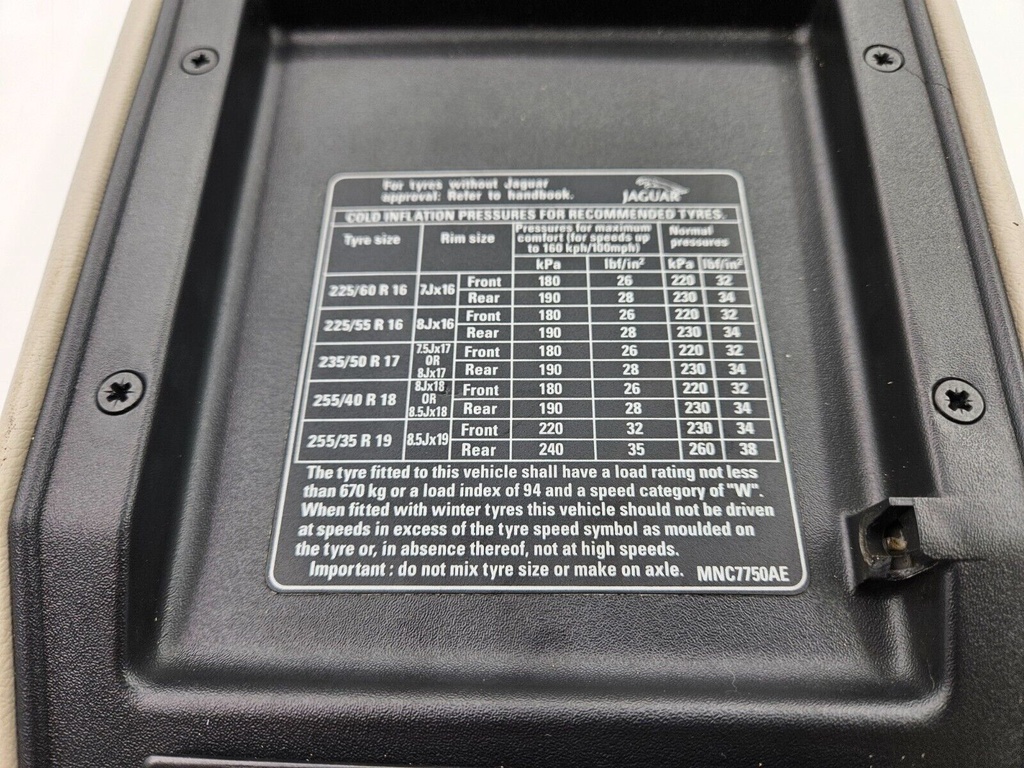 For tyres without Jaguar
approval: Refer to handbook.
JAGUAR
COLD INFLATION PRESSURES FOR RECOMMENDED TYRES.
Tyre size Rim size Pressures for maximum comfort (for speeds up to 160 kph/100mph) Normal pressures
kPa lbf/in² kPa lbf/in²
225/60 R 16 7Jx16 Front 180 26 220 32
Rear 190 28 230 34
225/55 R 16 8Jx16 Front 180 26 220 32
Rear 190 28 230 34
235/50 R 17 7.5Jx17 OR 8Jx17 Front 180 26 220 32
Rear 190 28 230 34
255/40 R 18 8Jx18 OR 8.5Jx18 Front 180 26 220 32
Rear 190 28 230 34
255/35 R 19 8.5Jx19 Front 220 32 230 34
Rear 240 35 260 38
The tyre fitted to this vehicle shall have a load rating not less
than 670 kg or a load index of 94 and a speed category of "W".
When fitted with winter tyres this vehicle should not be driven
at speeds in excess of the tyre speed symbol as moulded on
the tyre or, in absence thereof, not at high speeds.
Important : do not mix tyre size or make on axle. MNC7750AE